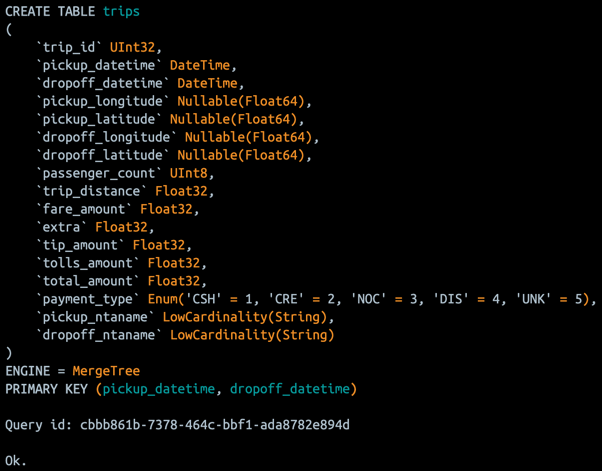 CREATE TABLE trips
(
    `trip_id` UInt32,
    `pickup_datetime` DateTime,
    `dropoff_datetime` DateTime,
    `pickup_longitude` Nullable(Float64),
    `pickup_latitude` Nullable(Float64),
    `dropoff_longitude` Nullable(Float64),
    `dropoff_latitude` Nullable(Float64),
    `passenger_count` UInt8,
    `trip_distance` Float32,
    `fare_amount` Float32,
    `extra` Float32,
    `tip_amount` Float32,
    `tolls_amount` Float32,
    `total_amount` Float32,
    `payment_type` Enum('CSH' = 1, 'CRE' = 2, 'NOC' = 3, 'DIS' = 4, 'UNK' = 5),
    `pickup_ntaname` LowCardinality(String),
    `dropoff_ntaname` LowCardinality(String)
)
ENGINE = MergeTree
PRIMARY KEY (pickup_datetime, dropoff_datetime)

Query id: cbbb861b-7378-464c-bbf1-ada8782e894d

Ok.